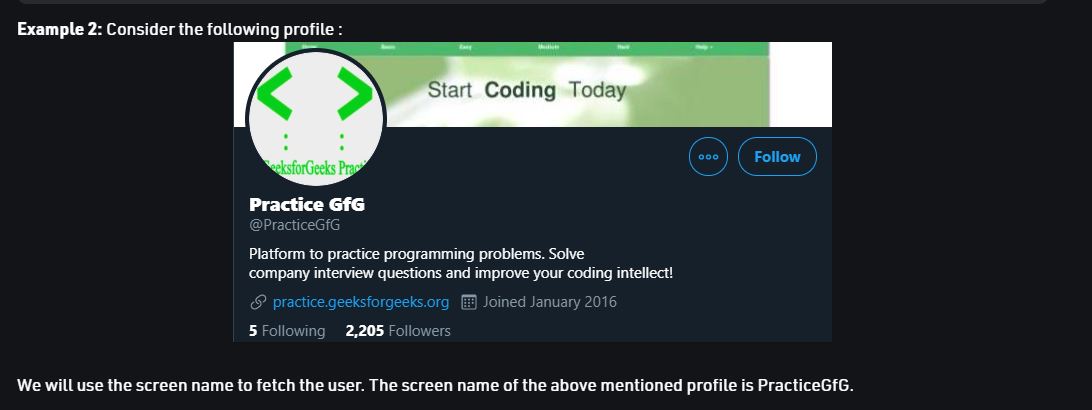 Example 2: Consider the following profile :
Home Basic Easy Medium Hard Help
Start Coding Today
GeeksforGeeks Practi
Follow
Practice GfG
@PracticeGfG
Platform to practice programming problems. Solve
company interview questions and improve your coding intellect!
practice.geeksforgeeks.org Joined January 2016
5 Following 2,205 Followers
We will use the screen name to fetch the user. The screen name of the above mentioned profile is PracticeGfG.